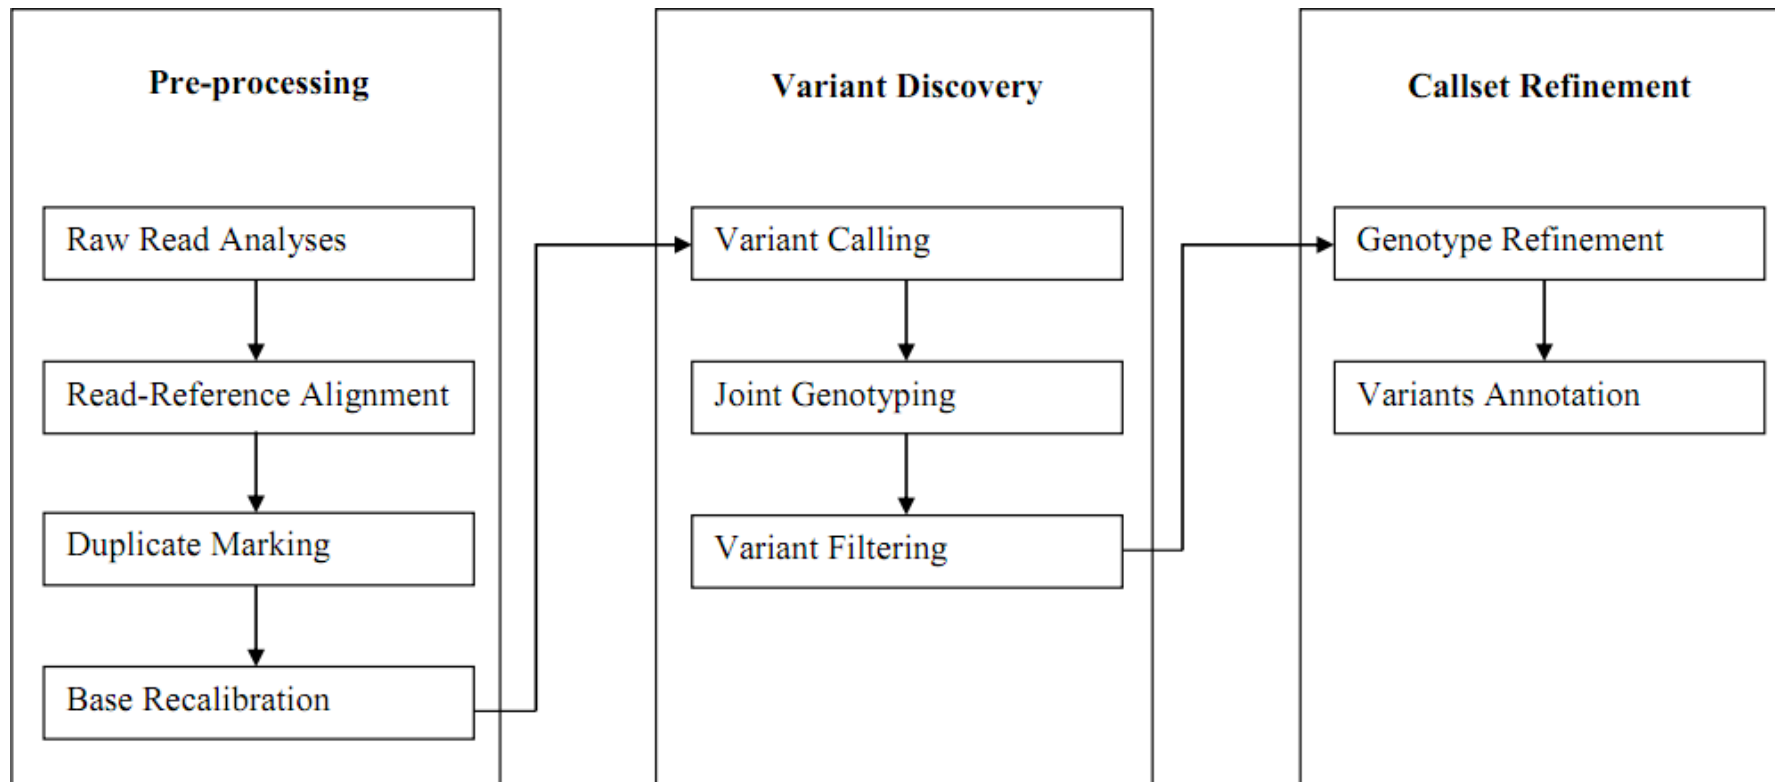 Pre-processing
Raw Read Analyses
Read-Reference Alignment
Duplicate Marking
Base Recalibration
Variant Discovery
Variant Calling
Joint Genotyping
Variant Filtering
Callset Refinement
Genotype Refinement
Variants Annotation